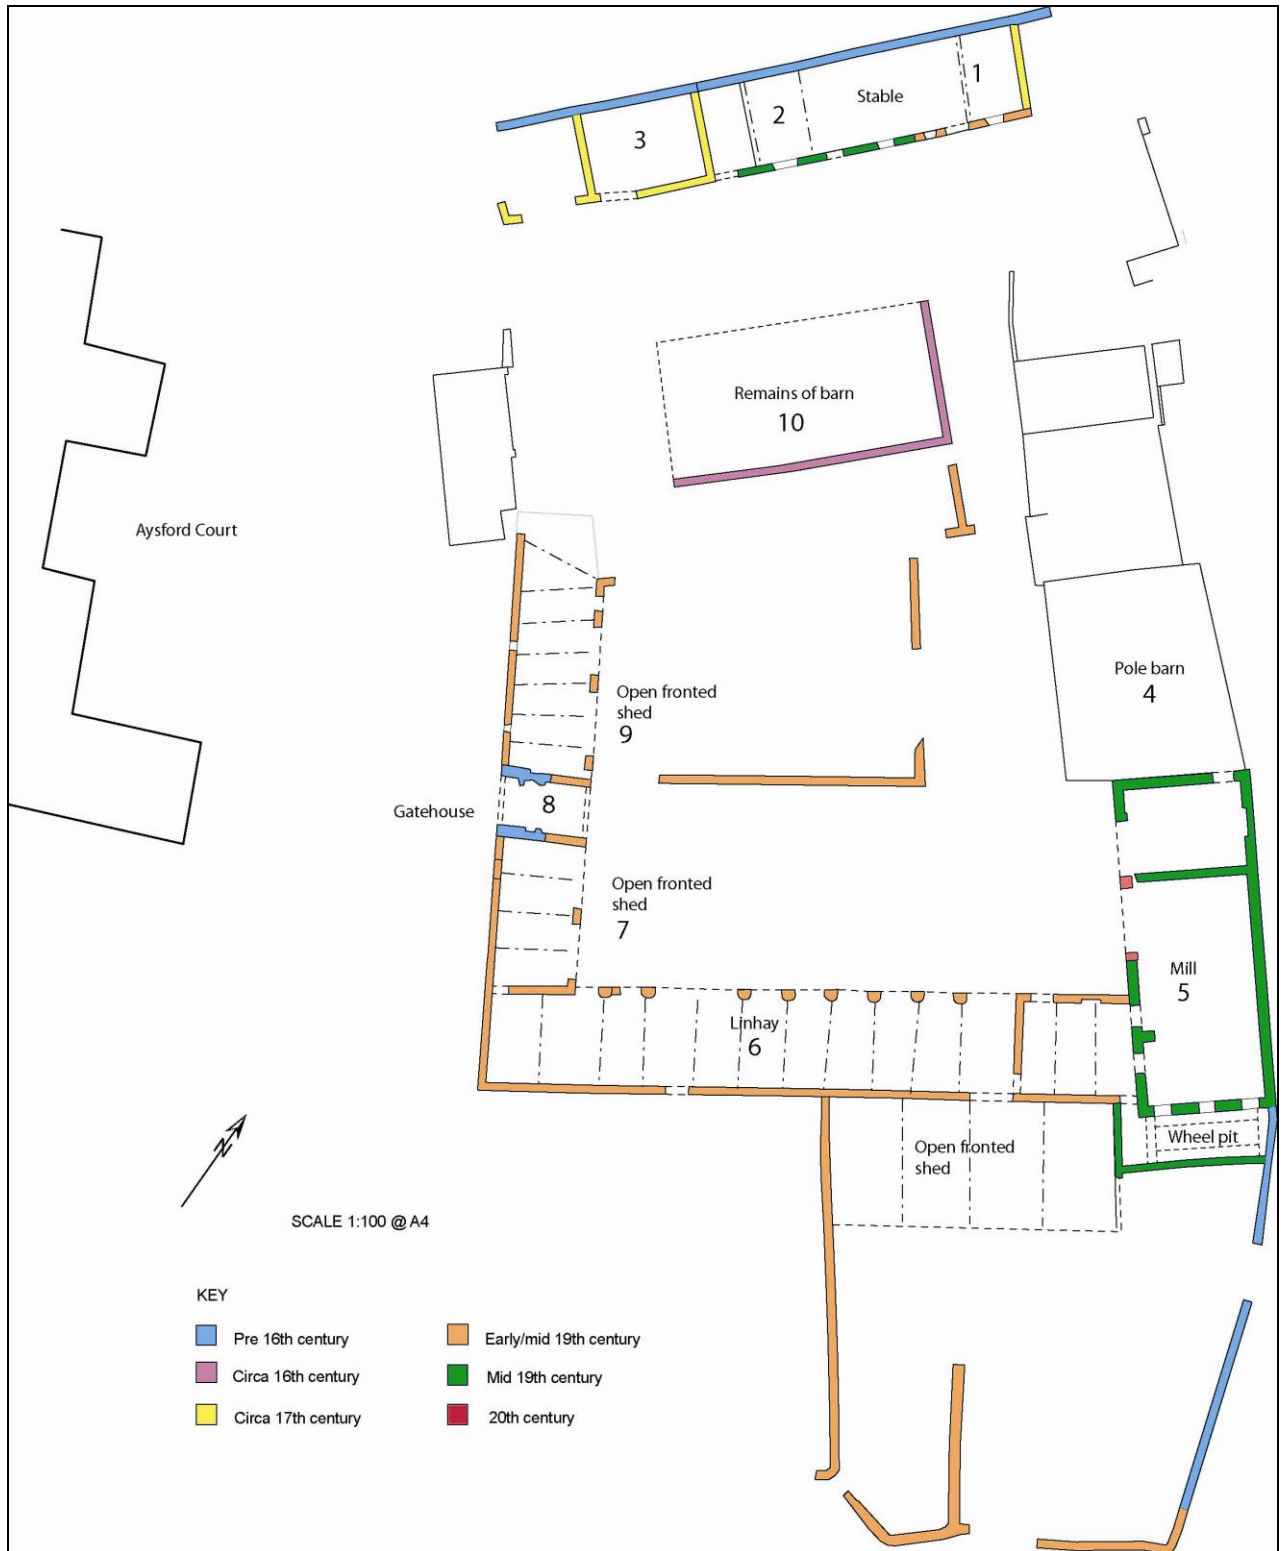 1
Stable
2
3
Remains of barn
10
Aysford Court
Pole barn
4
Open fronted
shed
9
8
Gatehouse
Open fronted
shed
7
Mill
5
Linhay
6
Wheel pit
Open fronted
shed
N
SCALE 1:100 @ A4
KEY
Pre 16th century
Circa 16th century
Circa 17th century
Early/mid 19th century
Mid 19th century
20th century